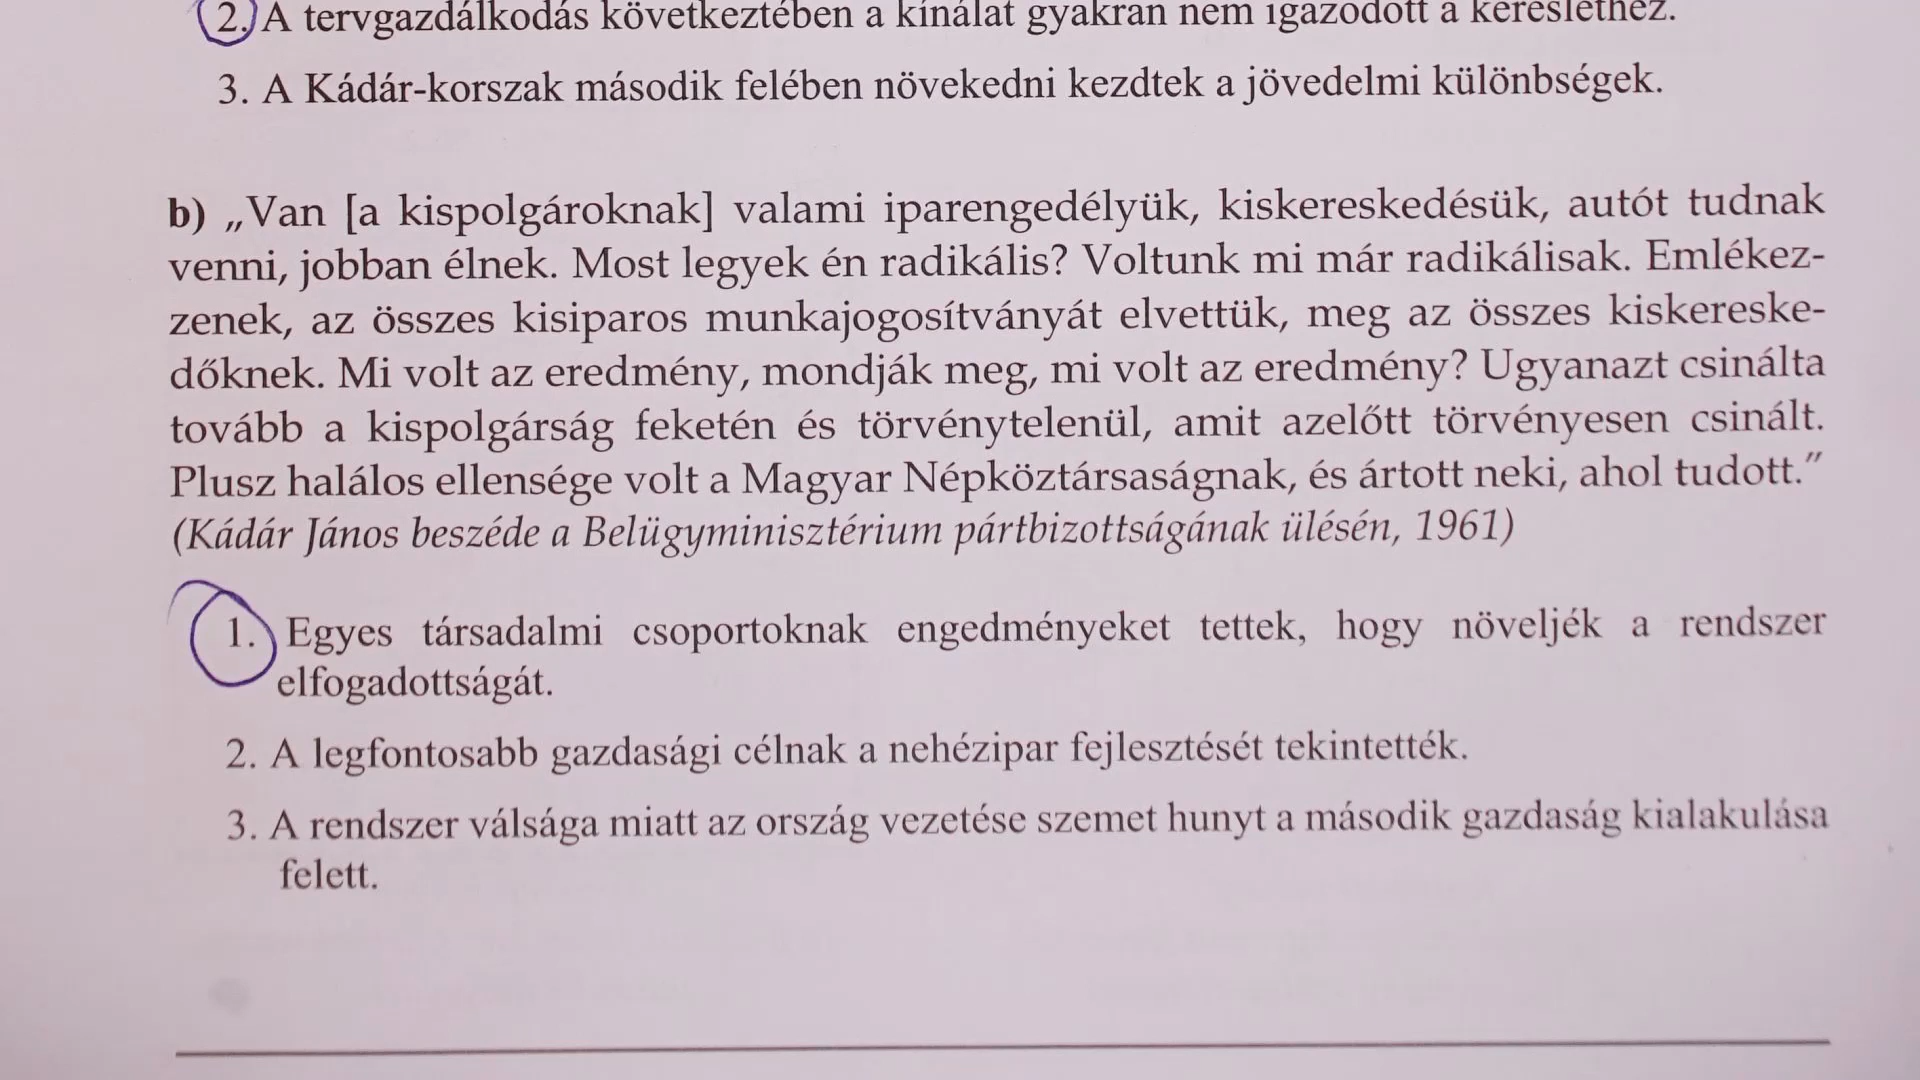 2. A tervgazdálkodás következtében a kínálat gyakran nem igazodott a kereslethez.
3. A Kádár-korszak második felében növekedni kezdtek a jövedelmi különbségek.
b) „Van [a kispolgároknak] valami iparengedélyük, kiskereskedésük, autót tudnak
venni, jobban élnek. Most legyek én radikális? Voltunk mi már radikálisak. Emlékez-
zenek, az összes kisiparos munkajogosítványát elvettük, meg az összes kiskereske-
dőknek. Mi volt az eredmény, mondják meg, mi volt az eredmény? Ugyanazt csinálta
tovább a kispolgárság feketén és törvénytelenül, amit azelőtt törvényesen csinált.
Plusz halálos ellensége volt a Magyar Népköztársaságnak, és ártott neki, ahol tudott.”
(Kádár János beszéde a Belügyminisztérium pártbizottságának ülésén, 1961)
1. Egyes társadalmi csoportoknak engedményeket tettek, hogy növeljék a rendszer
elfogadottságát.
2. A legfontosabb gazdasági célnak a nehézipar fejlesztését tekintették.
3. A rendszer válsága miatt az ország vezetése szemet hunyt a második gazdaság kialakulása
felett.